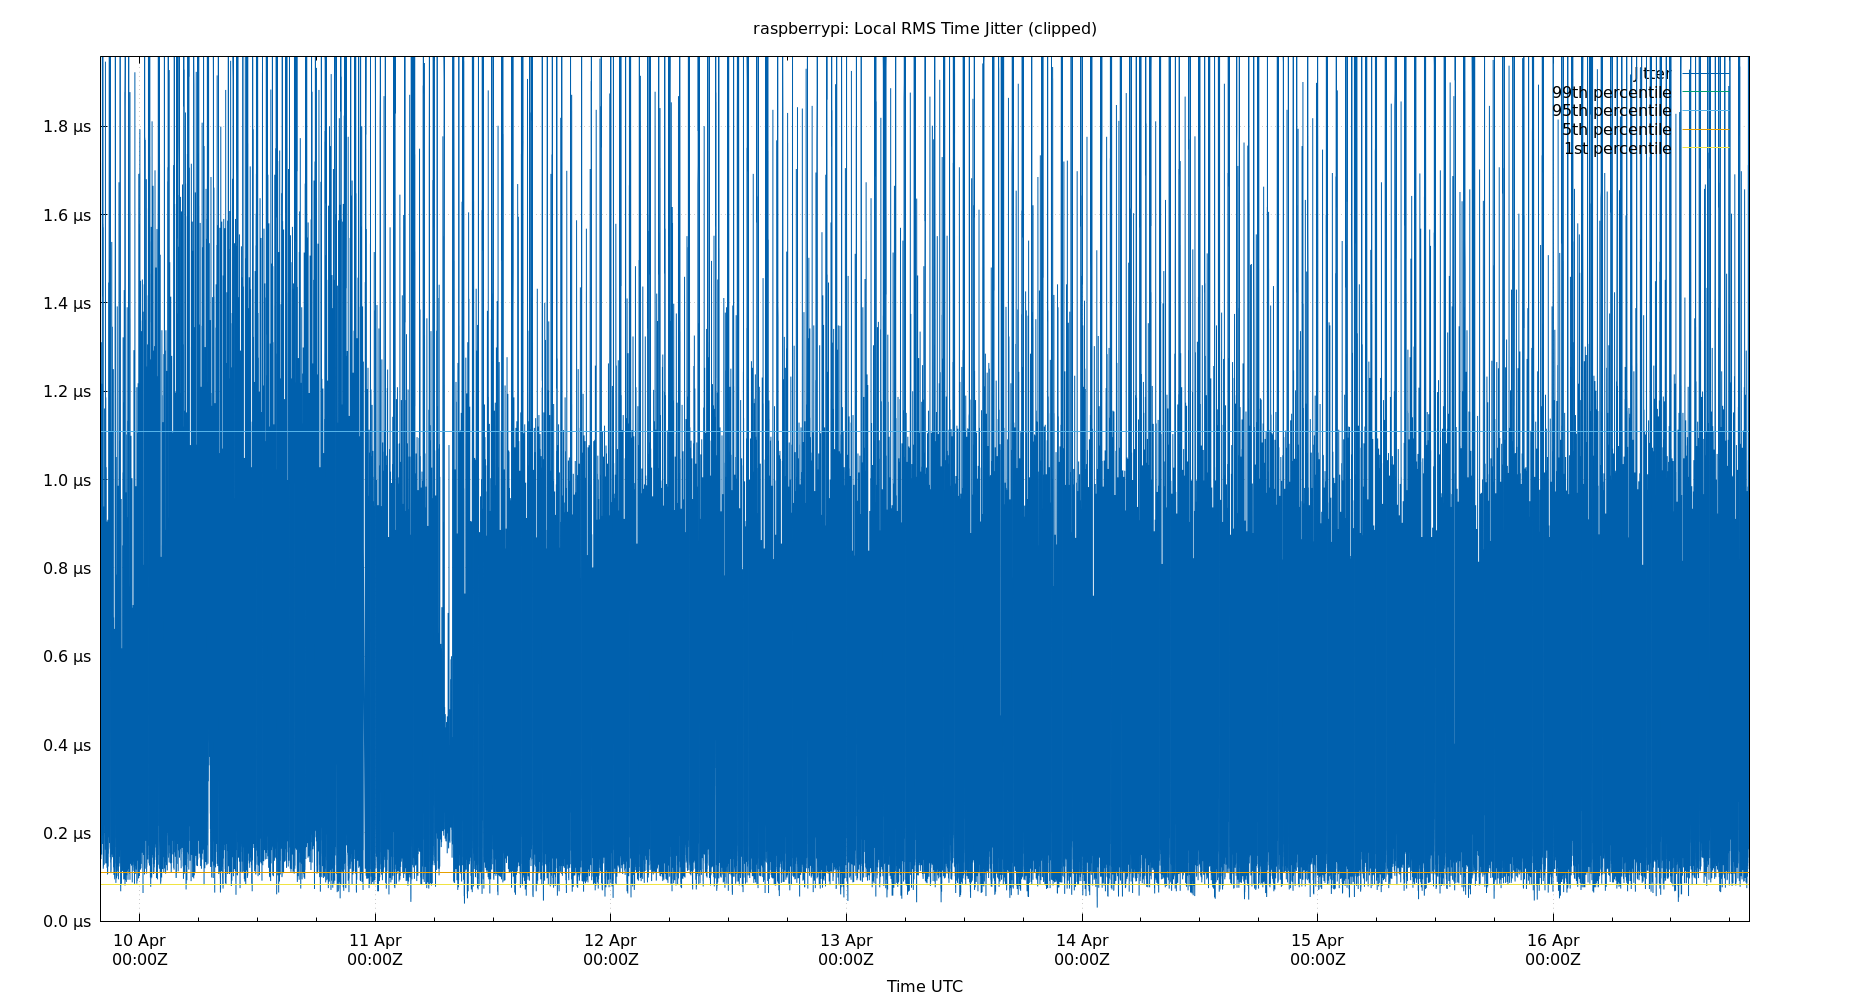 raspberrypi: Local RMS Time Jitter (clipped)
Jitter
99th percentile
95th percentile
5th percentile
1st percentile
1.8 µs
1.6 µs
1.4 µs
1.2 µs
1.0 µs
0.8 µs
0.6 µs
0.4 µs
0.2 µs
0.0 µs
10 Apr 11 Apr 12 Apr 13 Apr 14 Apr 15 Apr 16 Apr
00:00Z 00:00Z 00:00Z 00:00Z 00:00Z 00:00Z 00:00Z
Time UTC